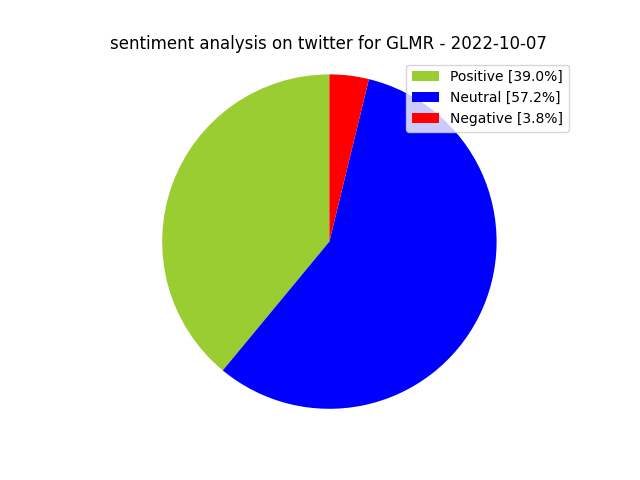 sentiment analysis on twitter for GLMR - 2022-10-07
Positive [39.0%]
Neutral [57.2%]
Negative [3.8%]